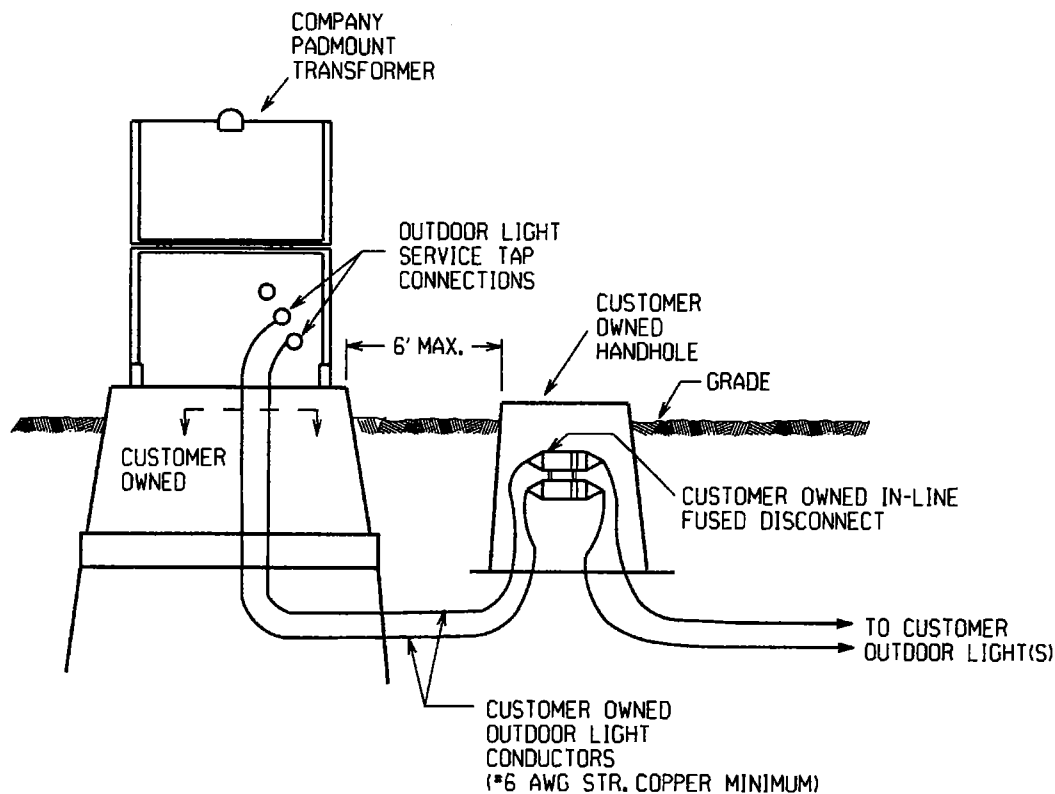 COMPANY
PADMOUNT
TRANSFORMER
OUTDOOR LIGHT
SERVICE TAP
CONNECTIONS
CUSTOMER
OWNED
HANDHOLE
6' MAX.
GRADE
CUSTOMER
OWNED
CUSTOMER OWNED IN-LINE
FUSED DISCONNECT
TO CUSTOMER
OUTDOOR LIGHT(S)
CUSTOMER OWNED
OUTDOOR LIGHT
CONDUCTORS
(#6 AWG STR. COPPER MINIMUM)